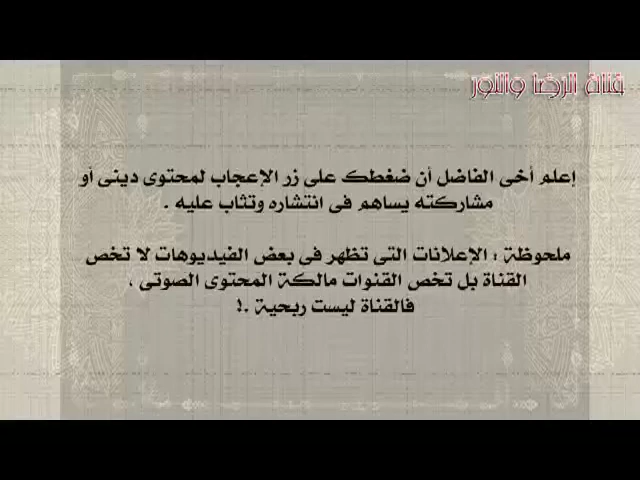 قناة الرضا والنور
إعلم أخى الفاضل أن ضغطك على زر الإعجاب لمحتوى دينى أو
مشاركته يساهم فى انتشاره وتثاب عليه .
ملحوظة : الإعلانات التى تظهر فى بعض الفيديوهات لا تخص
القناة بل تخص القنوات مالكة المحتوى الصوتى ،
فالقناة ليست ربحية .!